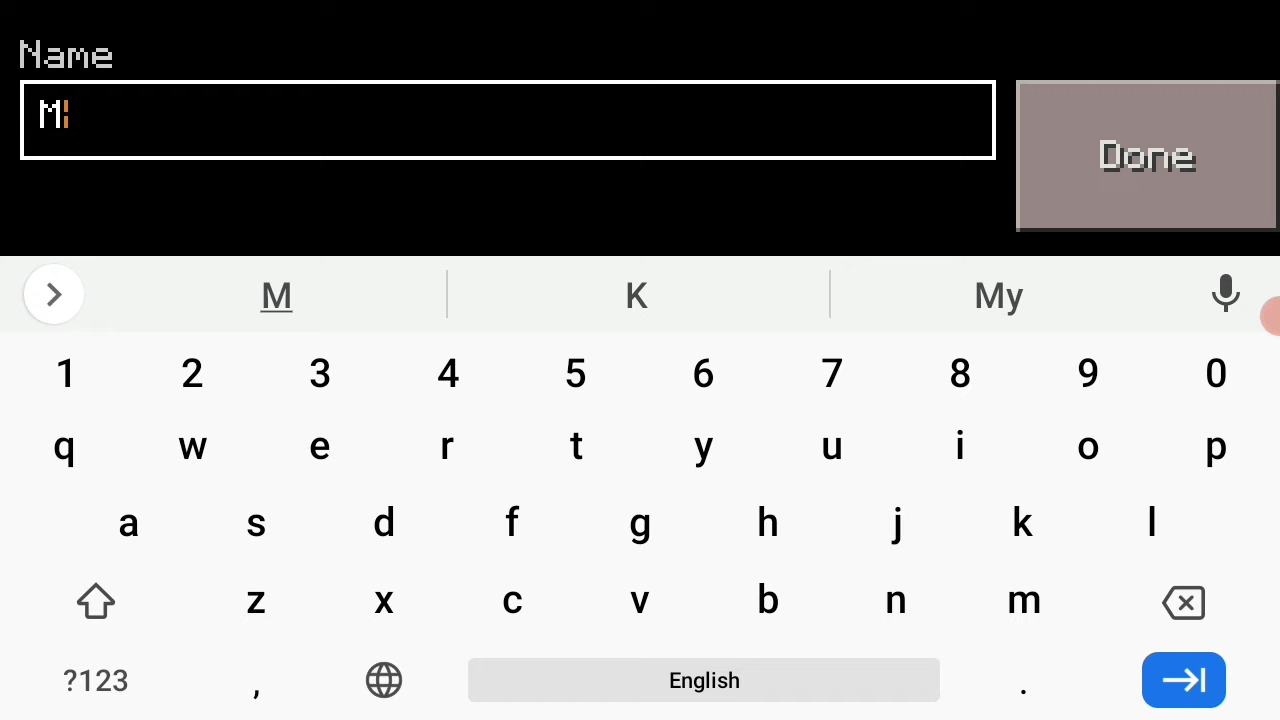 Name
M
Done
M K My
1 2 3 4 5 6 7 8 9 0
q w e r t y u i o p
a s d f g h j k l
z x c v b n m
?123 , English .